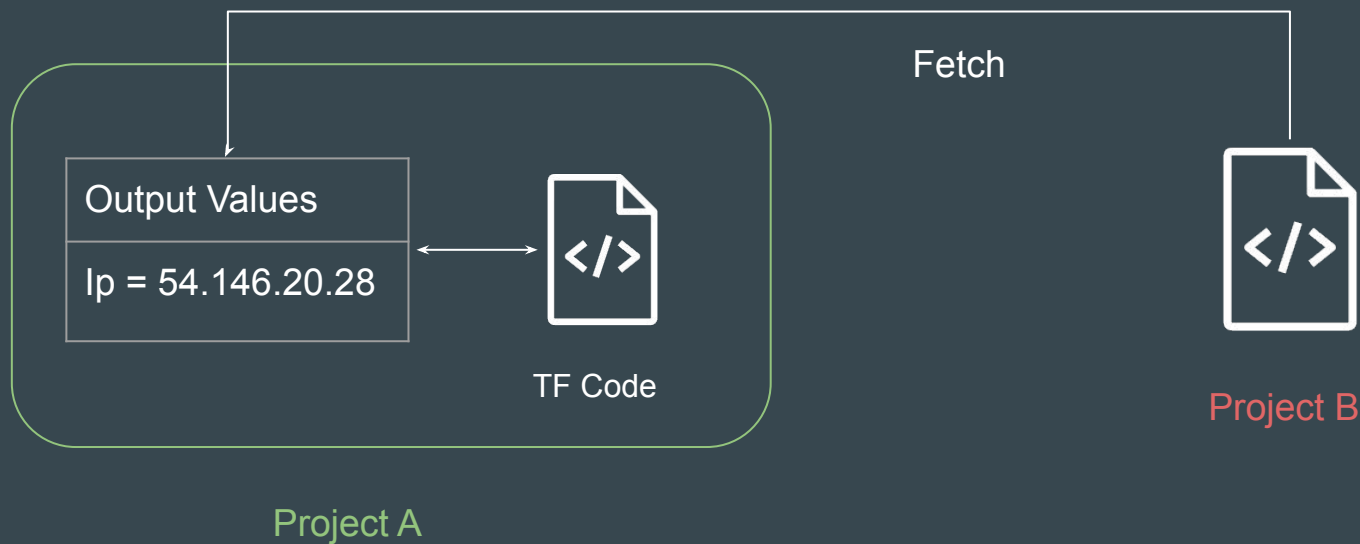 Fetch
Output Values
Ip = 54.146.20.28
</>
</>
TF Code
Project B
Project A